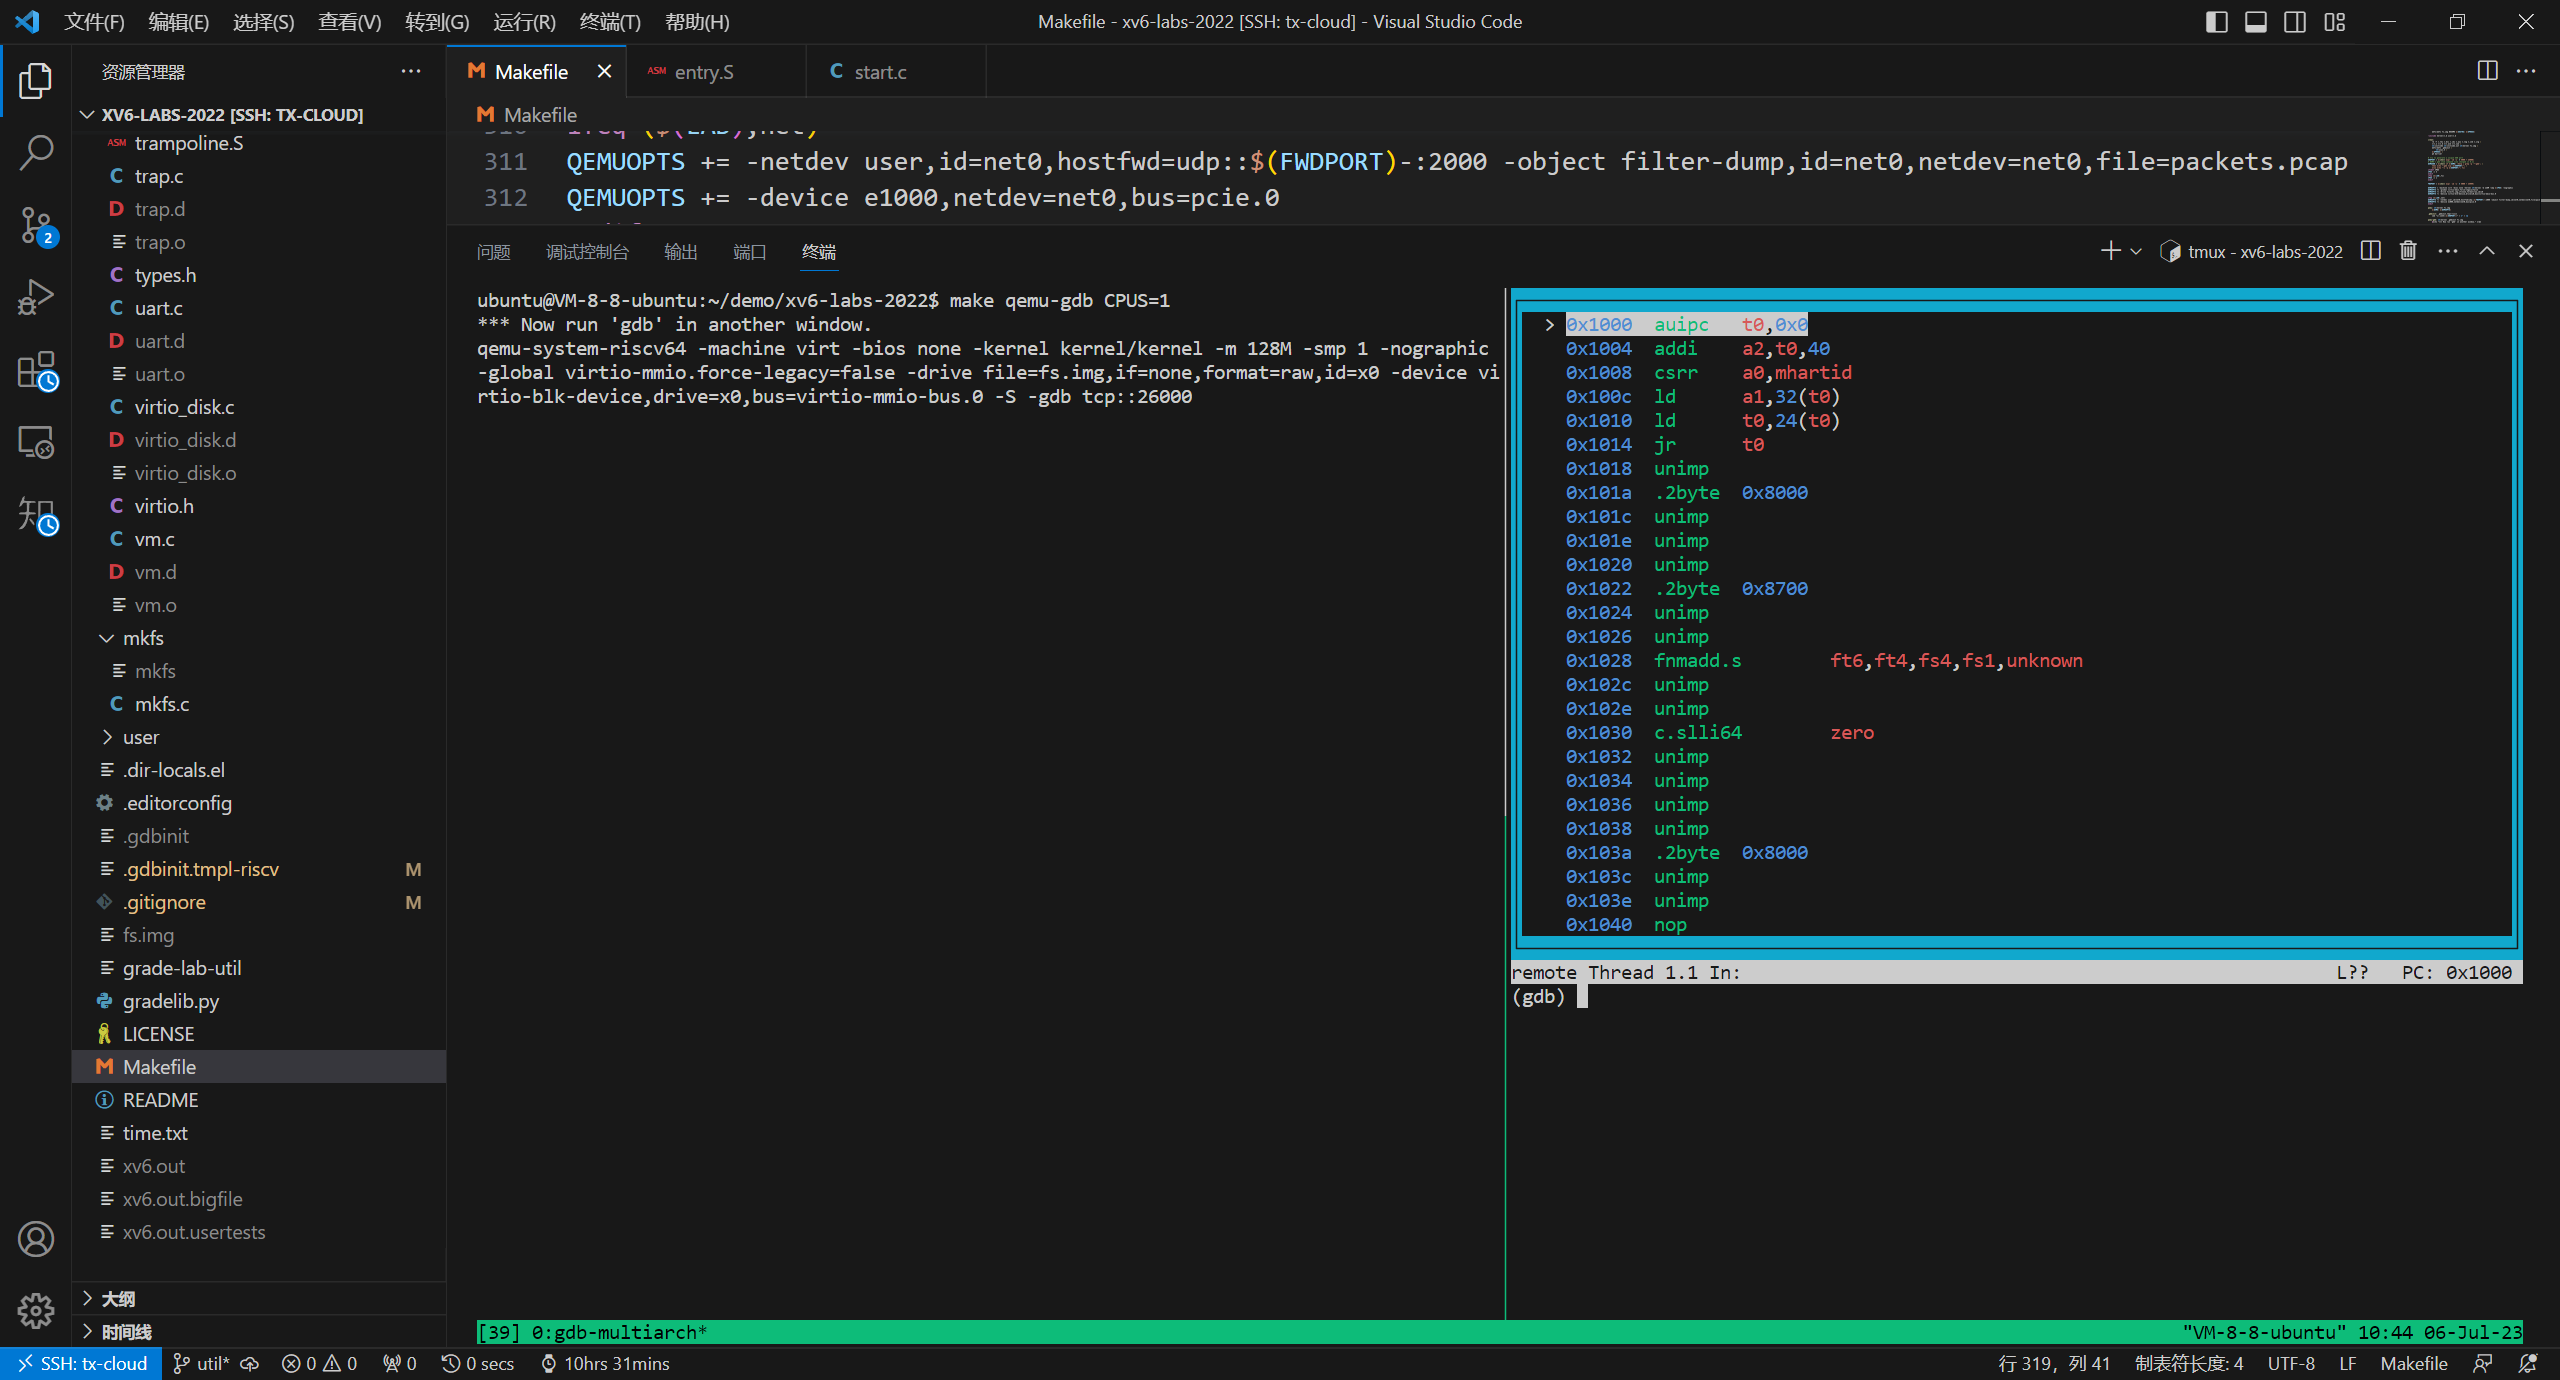 文件(F) 编辑(E) 选择(S) 查看(V) 转到(G) 运行(R) 终端(T) 帮助(H)
Makefile - xv6-labs-2022 [SSH: tx-cloud] - Visual Studio Code
资源管理器
XV6-LABS-2022 [SSH: TX-CLOUD]
ASM trampoline.S
C trap.c
D trap.d
trap.o
C types.h
C uart.c
D uart.d
uart.o
C virtio_disk.c
D virtio_disk.d
virtio_disk.o
C virtio.h
C vm.c
D vm.d
vm.o
mkfs
mkfs
C mkfs.c
user
.dir-locals.el
.editorconfig
.gdbinit
.gdbinit.tmpl-riscv M
.gitignore M
fs.img
grade-lab-util
gradelib.py
LICENSE
M Makefile
README
time.txt
xv6.out
xv6.out.bigfile
xv6.out.usertests
大纲
时间线
2
知
M Makefile
ASM entry.S
C start.c
M Makefile
311 QEMUOPTS += -netdev user,id=net0,hostfwd=udp::$(FWDPORT)-:2000 -object filter-dump,id=net0,netdev=net0,file=packets.pcap
312 QEMUOPTS += -device e1000,netdev=net0,bus=pcie.0
问题 调试控制台 输出 端口 终端
tmux - xv6-labs-2022
ubuntu@VM-8-8-ubuntu:~/demo/xv6-labs-2022$ make qemu-gdb CPUS=1
*** Now run 'gdb' in another window.
qemu-system-riscv64 -machine virt -bios none -kernel kernel/kernel -m 128M -smp 1 -nographic
-global virtio-mmio.force-legacy=false -drive file=fs.img,if=none,format=raw,id=x0 -device vi
rtio-blk-device,drive=x0,bus=virtio-mmio-bus.0 -S -gdb tcp::26000
> 0x1000 auipc t0,0x0
0x1004 addi a2,t0,40
0x1008 csrr a0,mhartid
0x100c ld a1,32(t0)
0x1010 ld t0,24(t0)
0x1014 jr t0
0x1018 unimp
0x101a .2byte 0x8000
0x101c unimp
0x101e unimp
0x1020 unimp
0x1022 .2byte 0x8700
0x1024 unimp
0x1026 unimp
0x1028 fnmadd.s ft6,ft4,fs4,fs1,unknown
0x102c unimp
0x102e unimp
0x1030 c.slli64 zero
0x1032 unimp
0x1034 unimp
0x1036 unimp
0x1038 unimp
0x103a .2byte 0x8000
0x103c unimp
0x103e unimp
0x1040 nop
remote Thread 1.1 In: L?? PC: 0x1000
(gdb)
[39] 0:gdb-multiarch* "VM-8-8-ubuntu" 10:44 06-Jul-23
SSH: tx-cloud util* 0 0 0 0 secs 10hrs 31mins 行 319，列 41 制表符长度: 4 UTF-8 LF Makefile